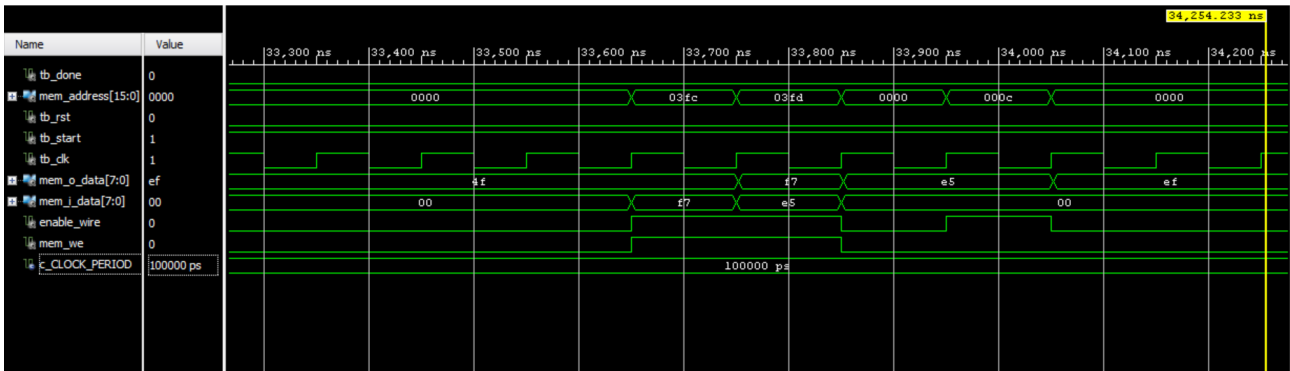 34,254.233 ns
Name Value
33,300 ns 33,400 ns 33,500 ns 33,600 ns 33,700 ns 33,800 ns 33,900 ns 34,000 ns 34,100 ns 34,200 ns
tb_done 0
mem_address[15:0] 0000 0000 03fc 03fd 0000 000c 0000
tb_rst 0
tb_start 1
tb_clk 1
mem_o_data[7:0] ef 4f f7 e5 ef
mem_i_data[7:0] 00 00 f7 e5 00
enable_wire 0
mem_we 0
c_CLOCK_PERIOD 100000 ps 100000 ps